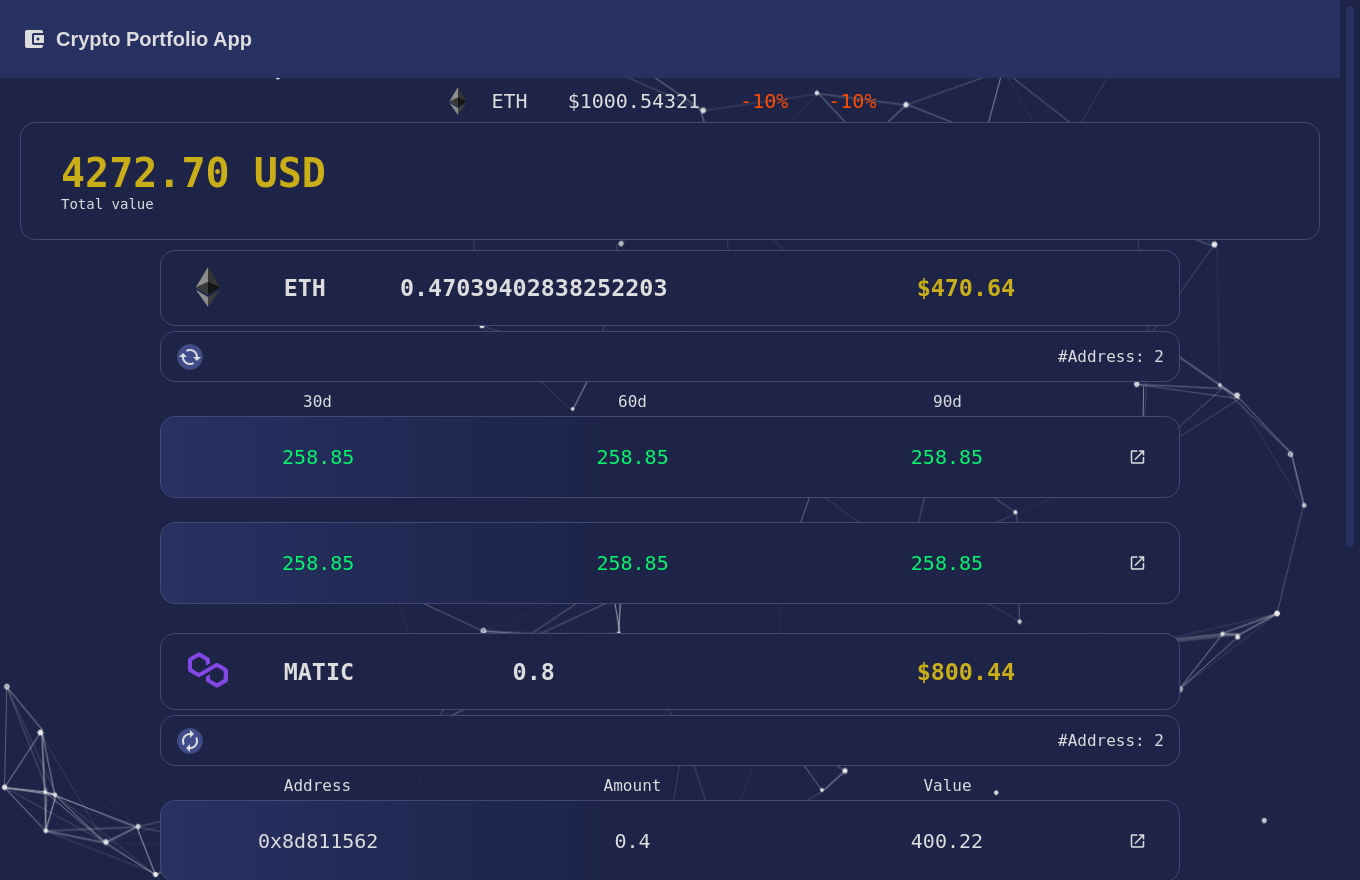 Crypto Portfolio App
ETH $1000.54321 -10% -10%
4272.70 USD
Total value
ETH 0.47039402838252203 $470.64
#Address: 2
30d 60d 90d
258.85 258.85 258.85
258.85 258.85 258.85
MATIC 0.8 $800.44
#Address: 2
Address Amount Value
0x8d811562 0.4 400.22